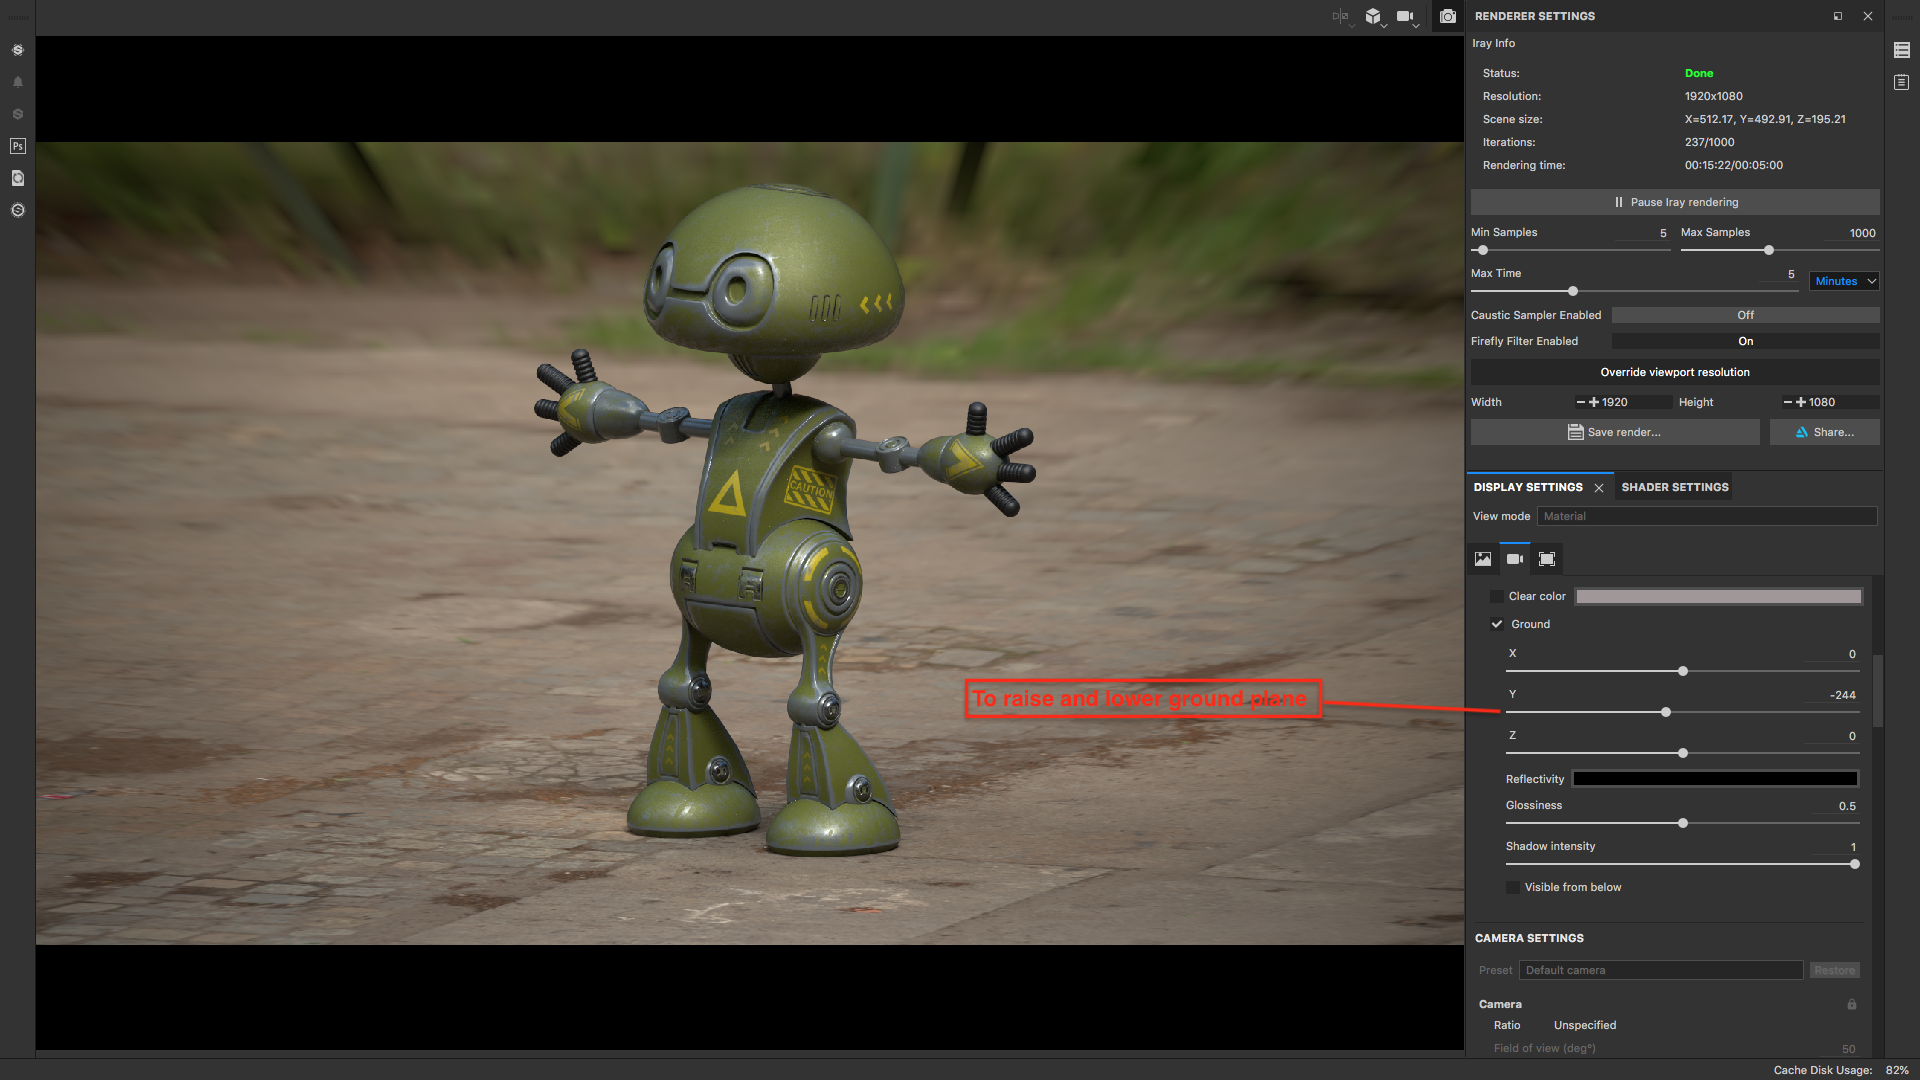 RENDERER SETTINGS
Iray Info
Status: Done
Resolution: 1920x1080
Scene size: X=512.17, Y=492.91, Z=195.21
Iterations: 237/1000
Rendering time: 00:15:22/00:05:00
Pause Iray rendering
Min Samples 5 Max Samples 1000
Max Time 5 Minutes
Caustic Sampler Enabled Off
Firefly Filter Enabled On
Override viewport resolution
Width 1920 Height 1080
Save render... Share...
DISPLAY SETTINGS SHADER SETTINGS
View mode Material
Clear color
Ground
X 0
Y -244
Z 0
Reflectivity
Glossiness 0.5
Shadow intensity 1
Visible from below
CAMERA SETTINGS
Preset Default camera Restore
Camera
Ratio Unspecified
Field of view (deg°) 50
Cache Disk Usage: 82%
Ps
CAUTION
To raise and lower ground plane